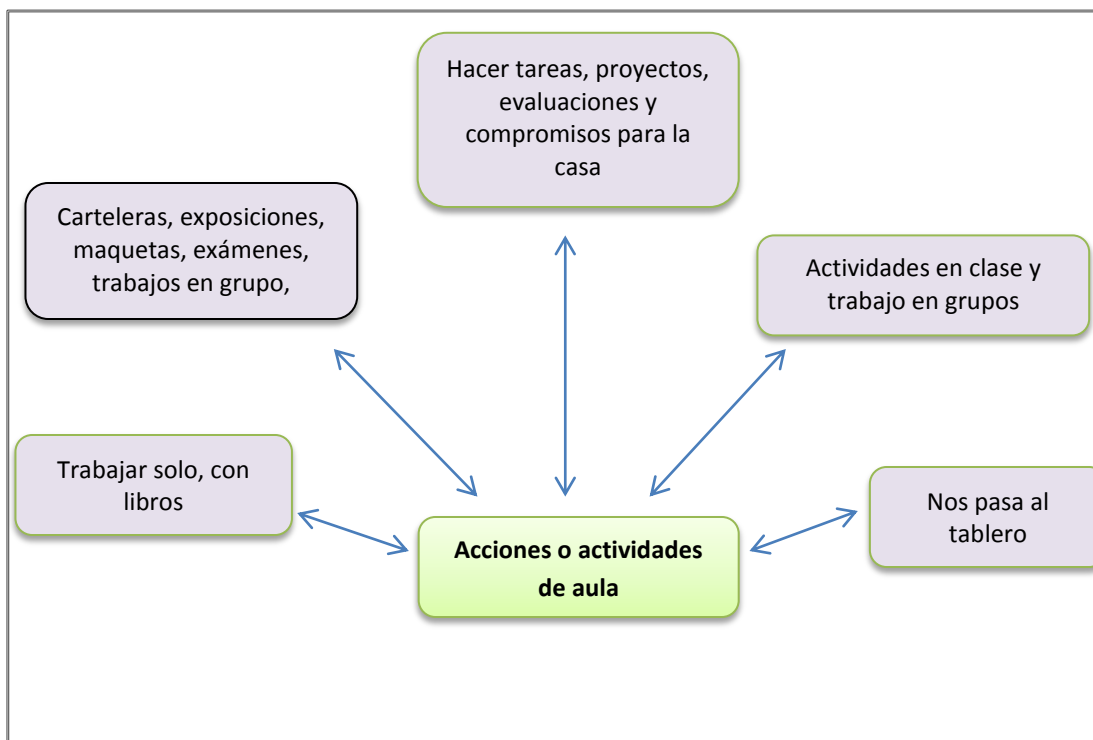 Hacer tareas, proyectos,
evaluaciones y
compromisos para la
casa
Carteleras, exposiciones,
maquetas, exámenes,
trabajos en grupo,
Actividades en clase y
trabajo en grupos
Trabajar solo, con
libros
Nos pasa al
tablero
Acciones o actividades
de aula